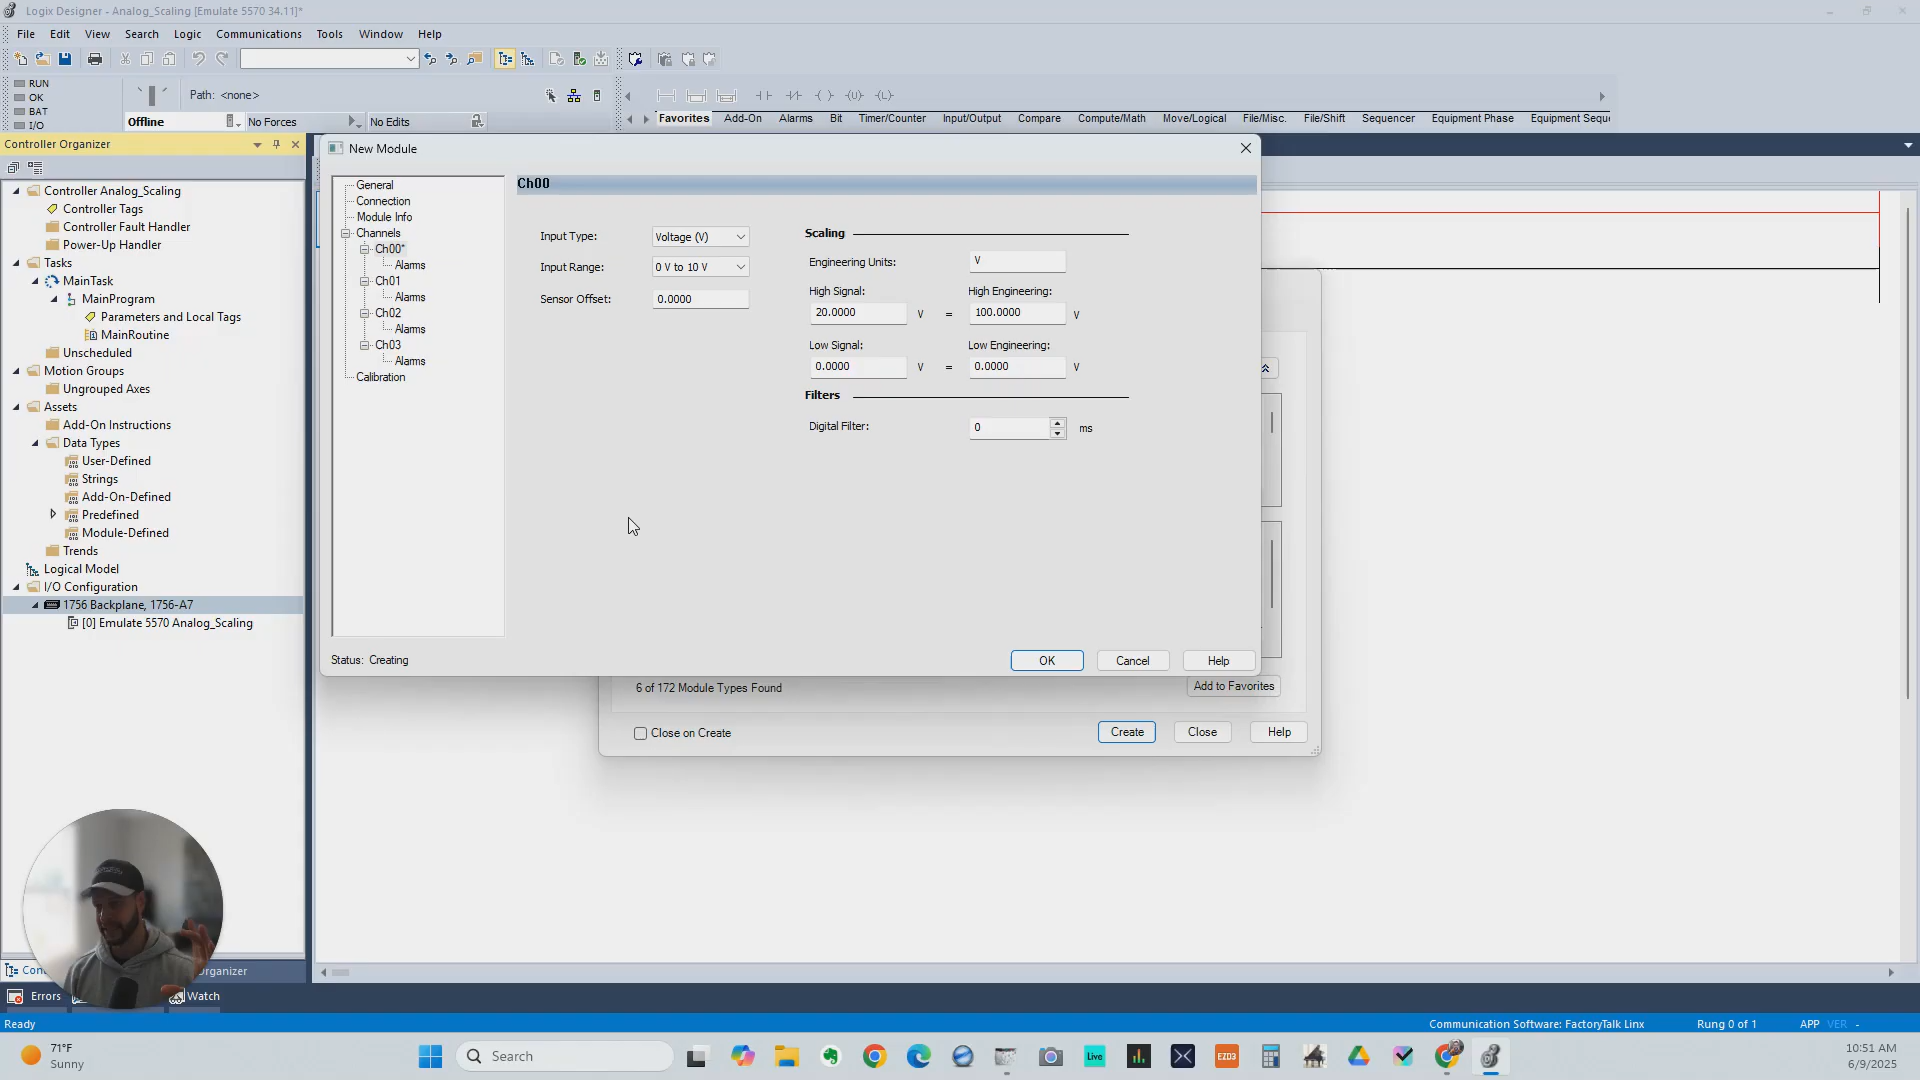 Logix Designer - Analog_Scaling [Emulate 5570 34.11]*
File Edit View Search Logic Communications Tools Window Help
RUN
OK
BAT
I/O
Path: <none>
Offline
No Forces
No Edits
Favorites Add-On Alarms Bit Timer/Counter Input/Output Compare Compute/Math Move/Logical File/Misc. File/Shift Sequencer Equipment Phase Equipment Sequ
Controller Organizer
Controller Analog_Scaling
Controller Tags
Controller Fault Handler
Power-Up Handler
Tasks
MainTask
MainProgram
Parameters and Local Tags
MainRoutine
Unscheduled
Motion Groups
Ungrouped Axes
Assets
Add-On Instructions
Data Types
User-Defined
Strings
Add-On-Defined
Predefined
Module-Defined
Trends
Logical Model
I/O Configuration
1756 Backplane, 1756-A7
[0] Emulate 5570 Analog_Scaling
New Module
General
Connection
Module Info
Channels
Ch00*
Alarms
Ch01
Alarms
Ch02
Alarms
Ch03
Alarms
Calibration
Ch00
Input Type: Voltage (V)
Input Range: 0 V to 10 V
Sensor Offset: 0.0000
Scaling
Engineering Units: V
High Signal: High Engineering:
20.0000 V = 100.0000 V
Low Signal: Low Engineering:
0.0000 V = 0.0000 V
Filters
Digital Filter: 0 ms
Status: Creating
OK Cancel Help
6 of 172 Module Types Found
Add to Favorites
Close on Create
Create Close Help
Organizer
Errors
Watch
Ready
Communication Software: FactoryTalk Linx
Rung 0 of 1
APP VER
71°F
Sunny
Search
Live
EZD3
10:51 AM
6/9/2025